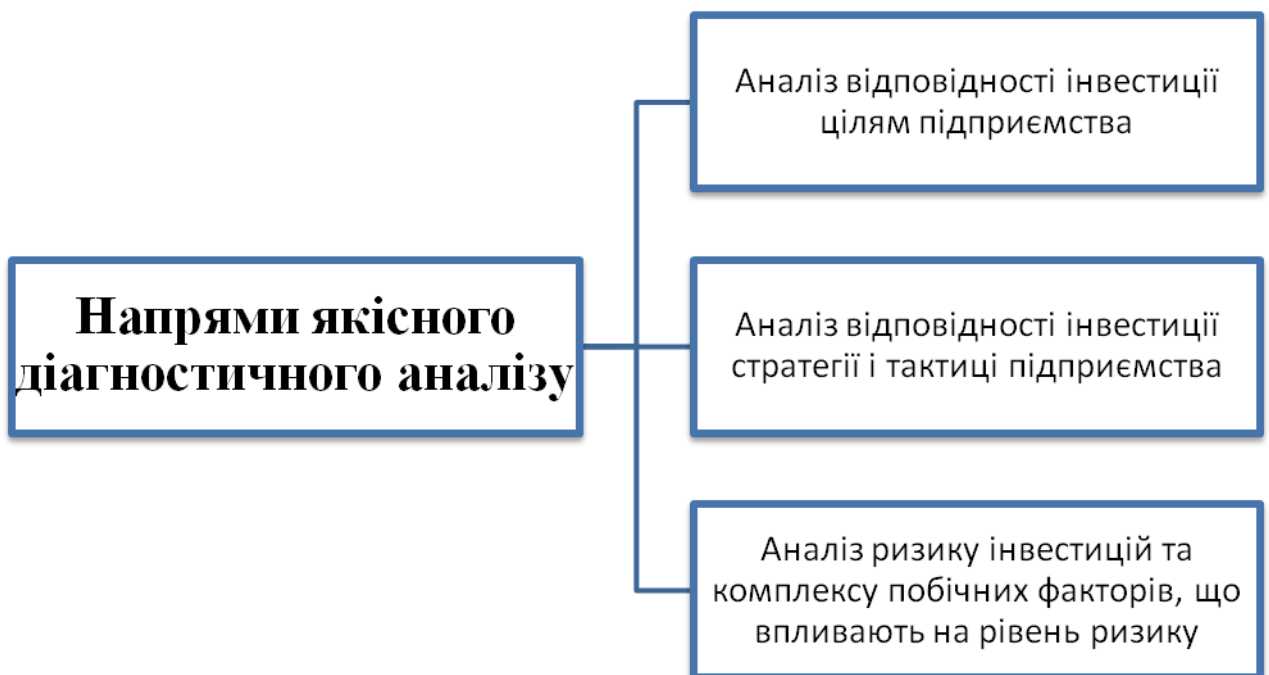 Напрями якісного
діагностичного аналізу
Аналіз відповідності інвестиції
цілям підприємства
Аналіз відповідності інвестиції
стратегії і тактиці підприємства
Аналіз ризику інвестицій та
комплексу побічних факторів, що
впливають на рівень ризику